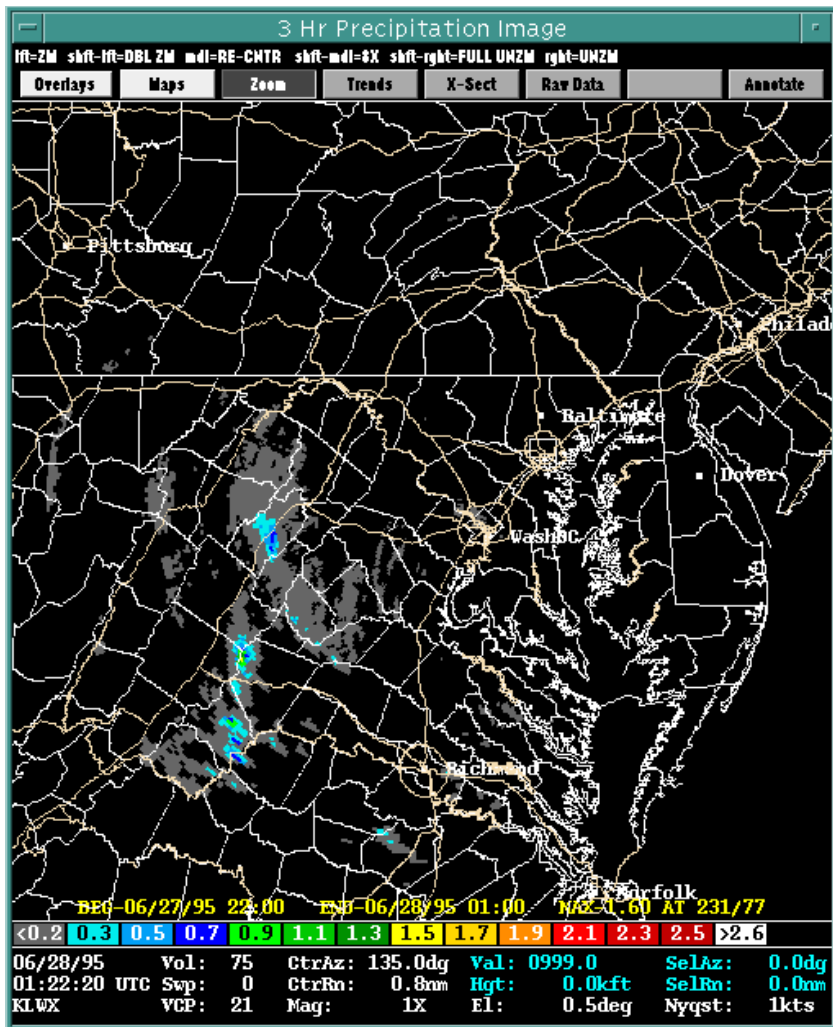 3 Hr Precipitation Image
lft=ZM shft-lft=DBL ZM mdl=RE-CNTR shft-mdl=8X shft-rght=FULL UNZM rght=UNZM
Overlays Maps Zoom Trends X-Sect Raw Data Annotate
Pittsburg
Philad
Baltimore
Dover
WashDC
Richmond
Norfolk
BEG-06/27/95 22:00 END-06/28/95 01:00 MAX-1.60 AT 231/77
<0.2 0.3 0.5 0.7 0.9 1.1 1.3 1.5 1.7 1.9 2.1 2.3 2.5 >2.6
06/28/95 Vol: 75 CtrAz: 135.0dg Val: 0999.0 SelAz: 0.0dg
01:22:20 UTC Swp: 0 CtrRn: 0.8nm Hgt: 0.0kft SelRn: 0.0nm
KLWX VCP: 21 Mag: 1X El: 0.5deg Nyqst: 1kts